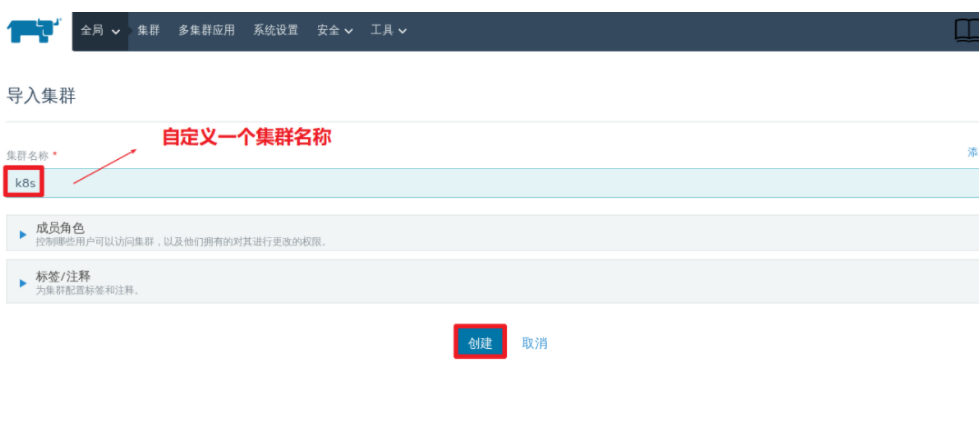 全局 集群 多集群应用 系统设置 安全 工具
导入集群
自定义一个集群名称
集群名称 *
添
k8s
成员角色
控制哪些用户可以访问集群，以及他们拥有的对其进行更改的权限。
标签/注释
为集群配置标签和注释。
创建 取消